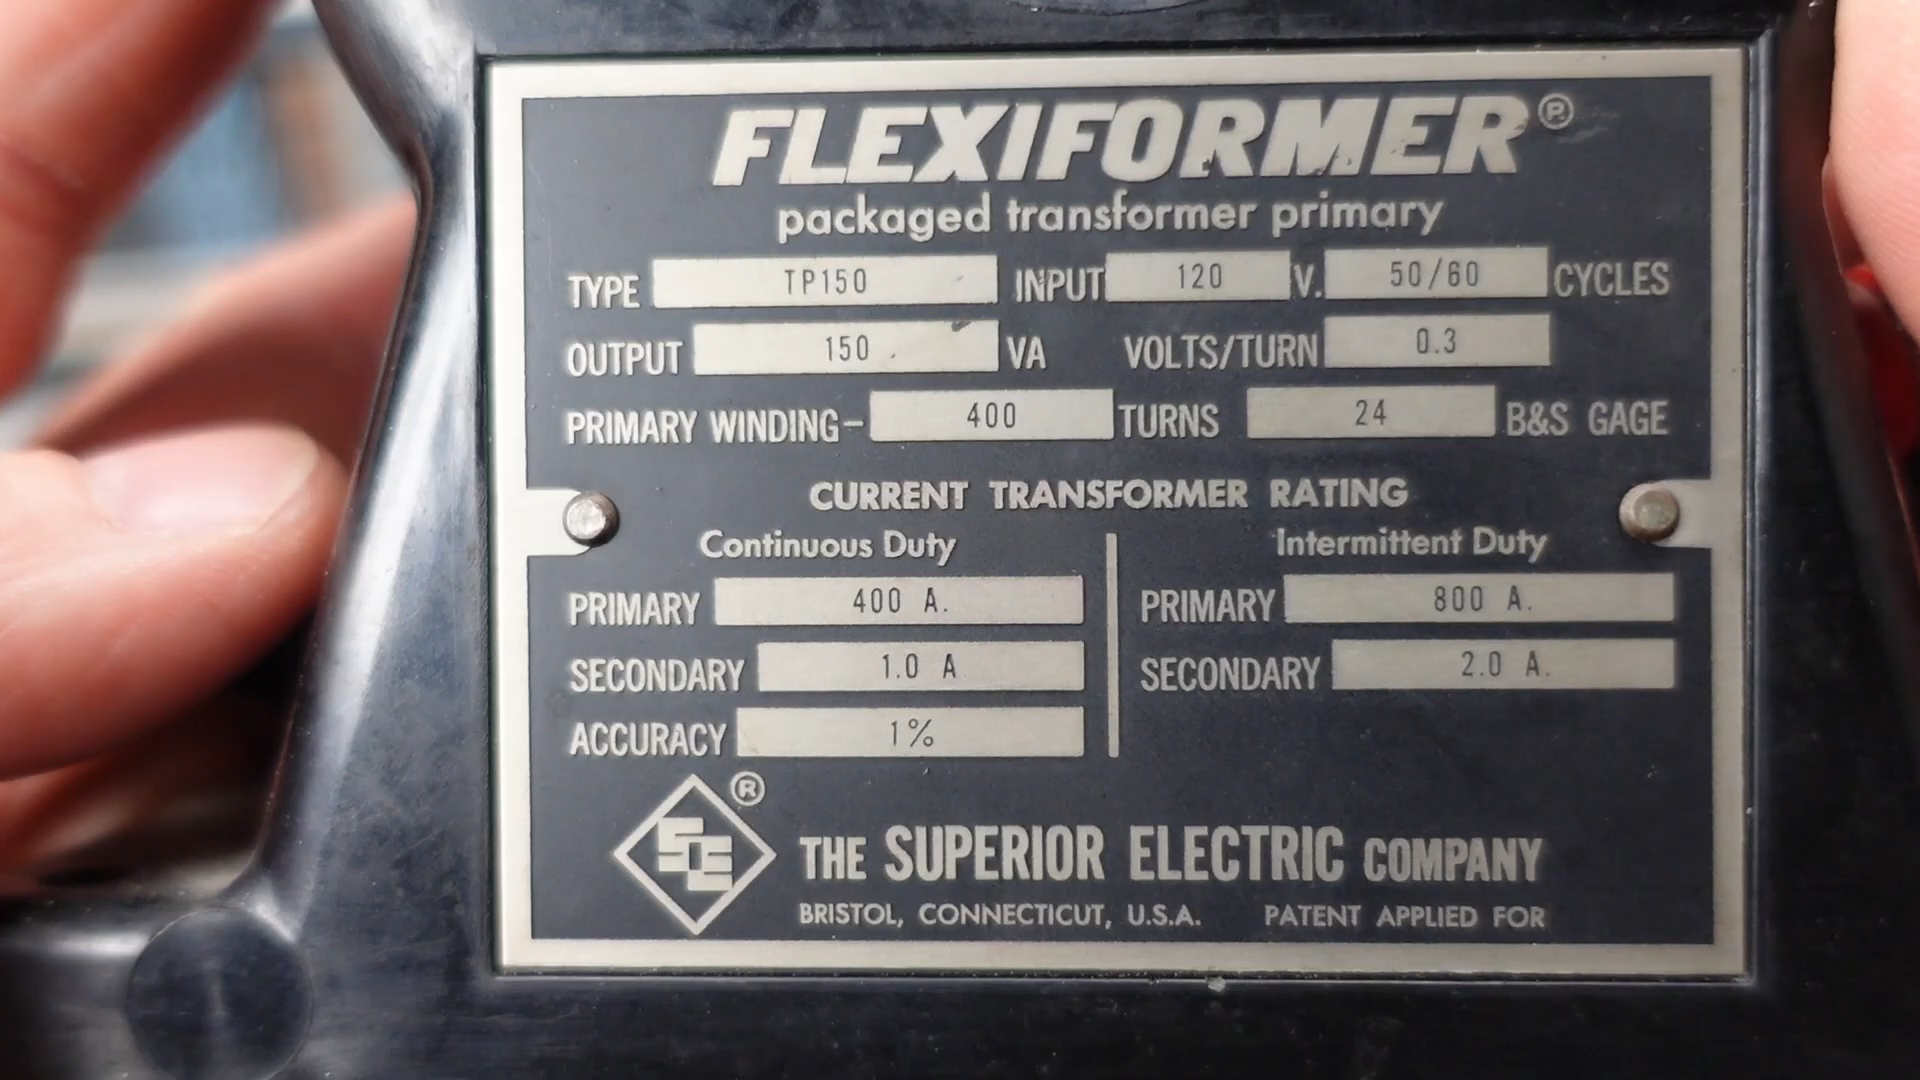 FLEXIFORMER®
packaged transformer primary
TYPE TP150 INPUT 120 V. 50/60 CYCLES
OUTPUT 150 VA VOLTS/TURN 0.3
PRIMARY WINDING- 400 TURNS 24 B&S GAGE
CURRENT TRANSFORMER RATING
Continuous Duty
PRIMARY 400 A.
SECONDARY 1.0 A
ACCURACY 1%
Intermittent Duty
PRIMARY 800 A.
SECONDARY 2.0 A.
SE ®
THE SUPERIOR ELECTRIC COMPANY
BRISTOL, CONNECTICUT, U.S.A. PATENT APPLIED FOR